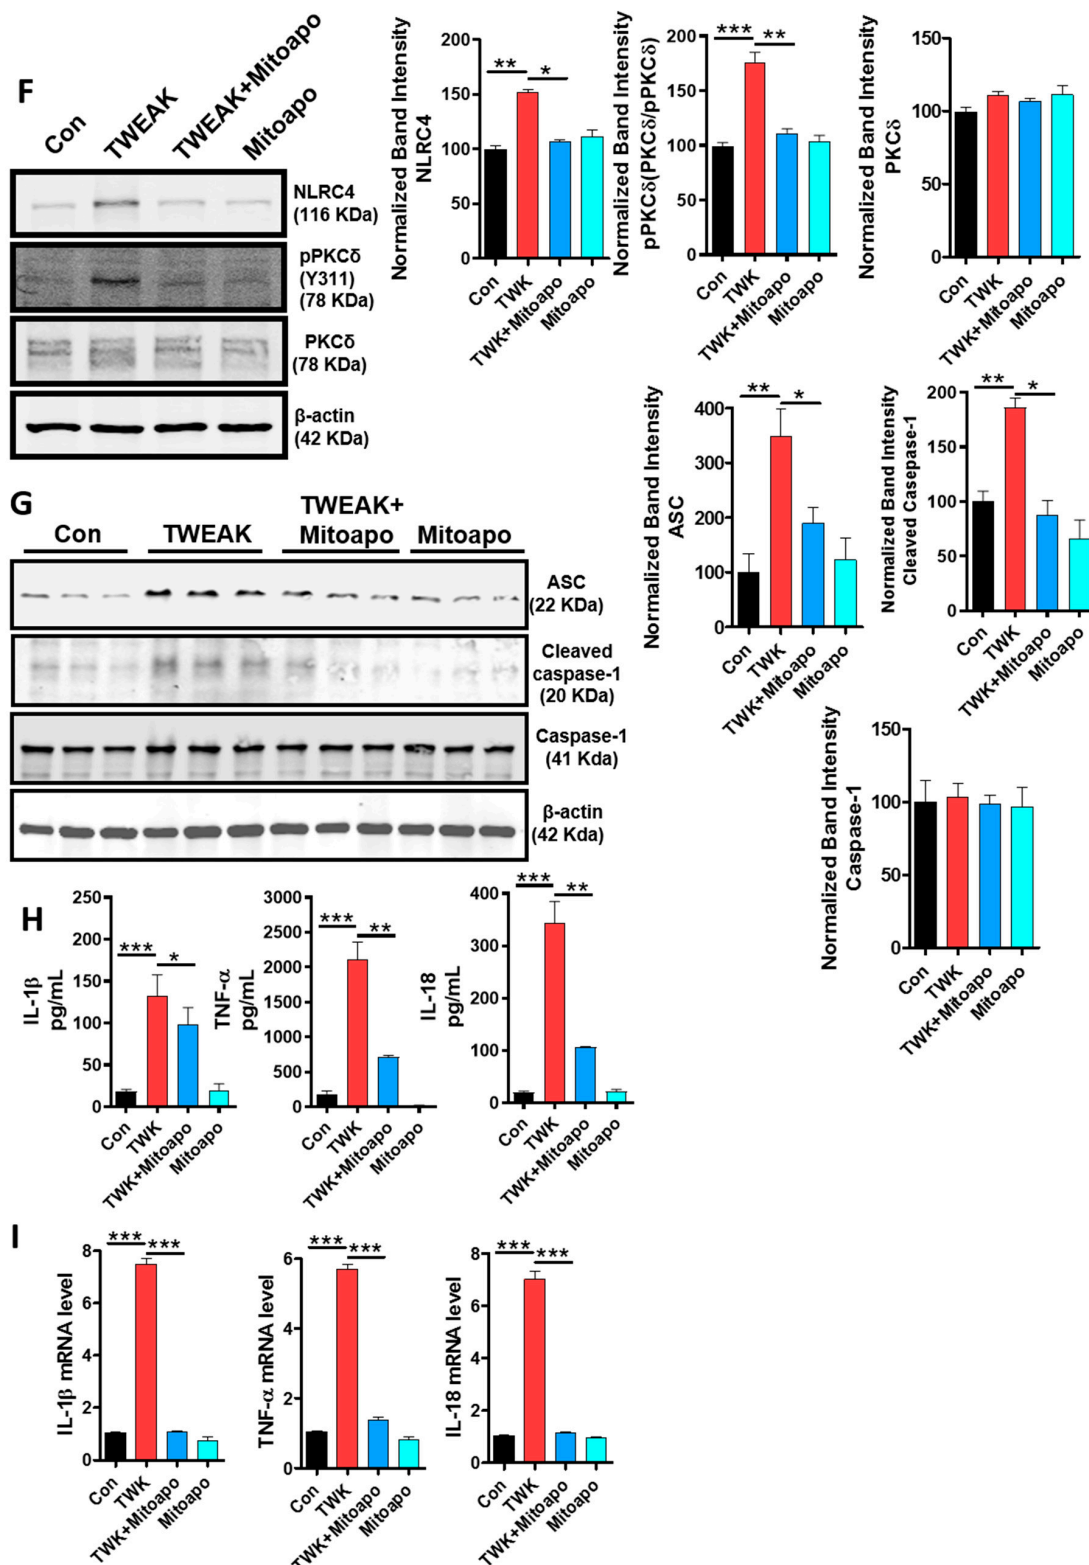 F
Con
TWEAK
TWEAK+Mitoapo
Mitoapo
NLRC4
(116 KDa)
pPKCδ
(Y311)
(78 KDa)
PKCδ
(78 KDa)
β-actin
(42 KDa)
Normalized Band Intensity
NLRC4
200
150
100
50
0
**
*
Con
TWK
TWK+Mitoapo
Mitoapo
Normalized Band Intensity
pPKCδ(PKCδ/pPKCδ)
200
150
100
50
0
***
**
Con
TWK
TWK+Mitoapo
Mitoapo
Normalized Band Intensity
PKCδ
150
100
50
0
Con
TWK
TWK+Mitoapo
Mitoapo
Normalized Band Intensity
ASC
400
300
200
100
0
**
*
Con
TWK
TWK+Mitoapo
Mitoapo
Normalized Band Intensity
Cleaved Casepase-1
200
150
100
50
0
**
*
Con
TWK
TWK+Mitoapo
Mitoapo
G
Con
TWEAK
TWEAK+
Mitoapo
Mitoapo
ASC
(22 KDa)
Cleaved
caspase-1
(20 KDa)
Caspase-1
(41 Kda)
β-actin
(42 Kda)
Normalized Band Intensity
Caspase-1
150
100
50
0
Con
TWK
TWK+Mitoapo
Mitoapo
H
IL-1β
pg/mL
250
200
150
100
50
0
***
*
Con
TWK
TWK+Mitoapo
Mitoapo
TNF-α
pg/mL
3000
2500
2000
1500
1000
500
0
***
**
Con
TWK
TWK+Mitoapo
Mitoapo
IL-18
pg/mL
400
300
200
100
0
***
**
Con
TWK
TWK+Mitoapo
Mitoapo
I
IL-1β mRNA level
8
6
4
2
0
***
***
Con
TWK
TWK+Mitoapo
Mitoapo
TNF-α mRNA level
6
4
2
0
***
***
Con
TWK
TWK+Mitoapo
Mitoapo
IL-18 mRNA level
8
6
4
2
0
***
***
Con
TWK
TWK+Mitoapo
Mitoapo